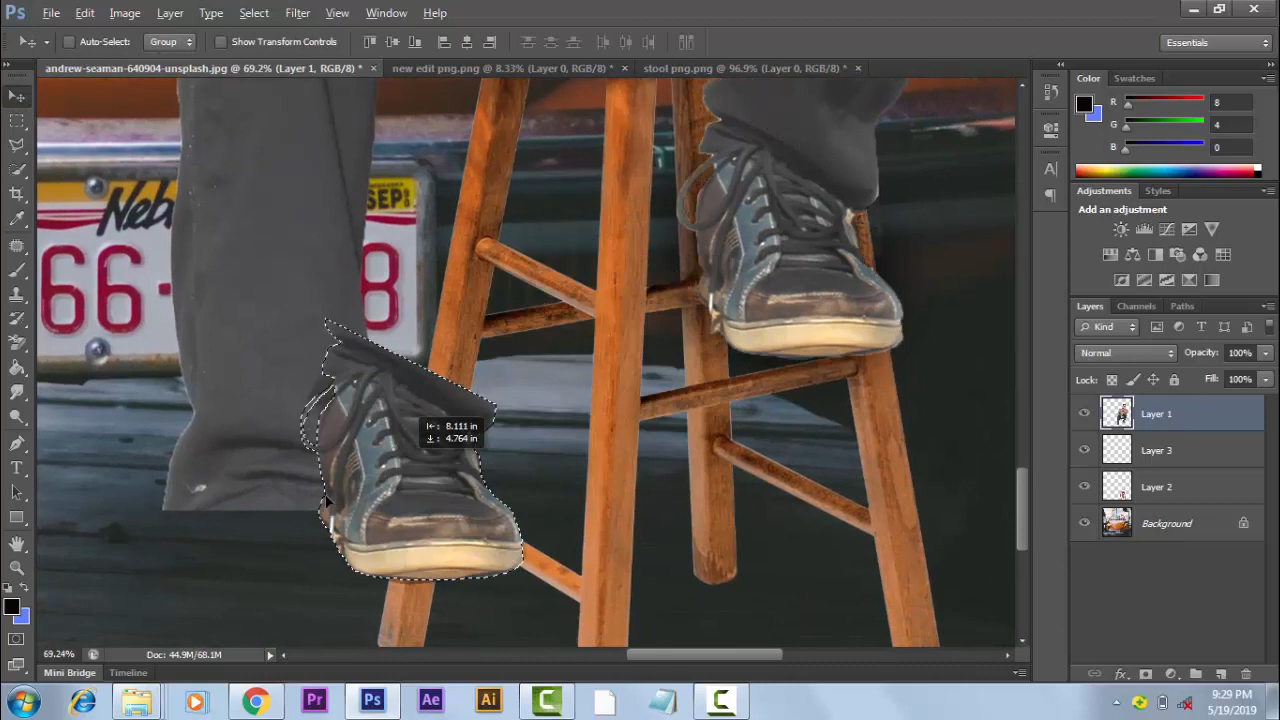 Ps File Edit Image Layer Type Select Filter View Window Help
Auto-Select: Group Show Transform Controls Essentials
andrew-seaman-640904-unsplash.jpg @ 69.2% (Layer 1, RGB/8) * × new edit png.png @ 8.33% (Layer 0, RGB/8) * × stool png.png @ 96.9% (Layer 0, RGB/8) * ×
Color Swatches
R 8
G 4
B 0
Adjustments Styles
Add an adjustment
Layers Channels Paths
Kind
Normal Opacity: 100%
Lock: Fill: 100%
Layer 1
Layer 3
Layer 2
Background
SEP
Neb
66- 8
8.111 in
4.764 in
69.24% Doc: 44.9M/68.1M
Mini Bridge Timeline
Pr Ps Ae Ai
9:29 PM
5/19/2019